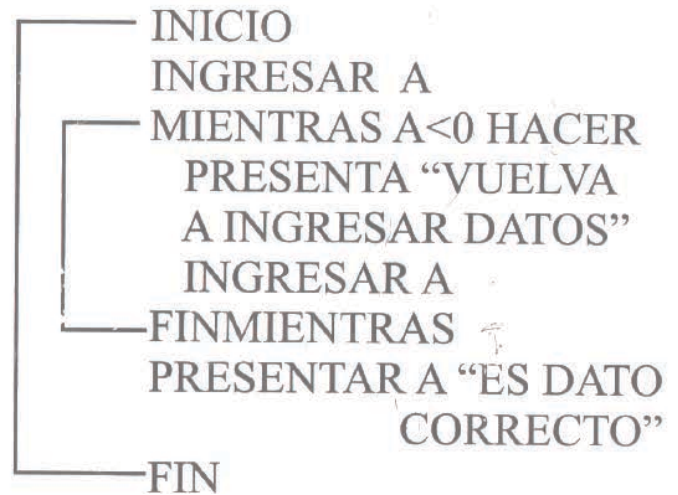 INICIO
INGRESAR A
MIENTRAS A<0 HACER
PRESENTA “VUELVA
A INGRESAR DATOS”
INGRESAR A
FINMIENTRAS
PRESENTAR A “ES DATO
CORRECTO”
FIN